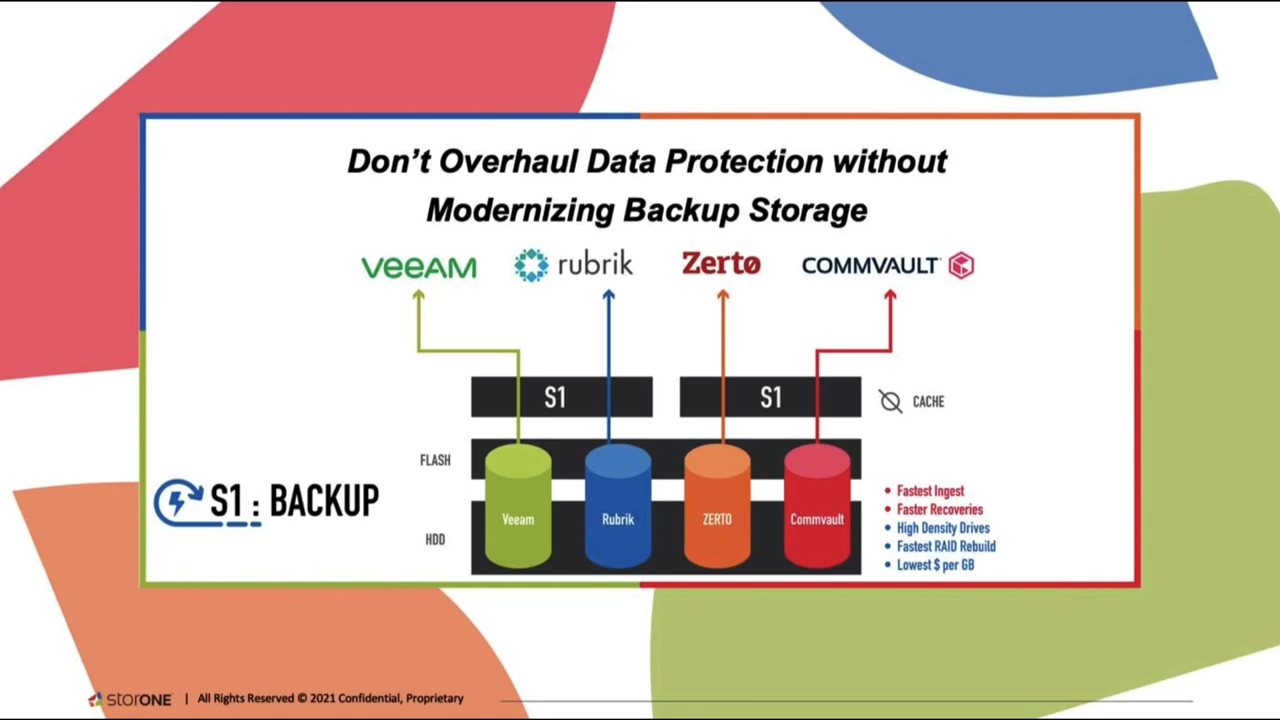 Don't Overhaul Data Protection without
Modernizing Backup Storage
veeAM
rubrik
Zerto
COMMVAULT
S1
S1
CACHE
FLASH
HDD
Veeam
Rubrik
ZERTO
Commvault
S1 : BACKUP
• Fastest Ingest
• Faster Recoveries
• High Density Drives
• Fastest RAID Rebuild
• Lowest $ per GB
storONE | All Rights Reserved © 2021 Confidential, Proprietary